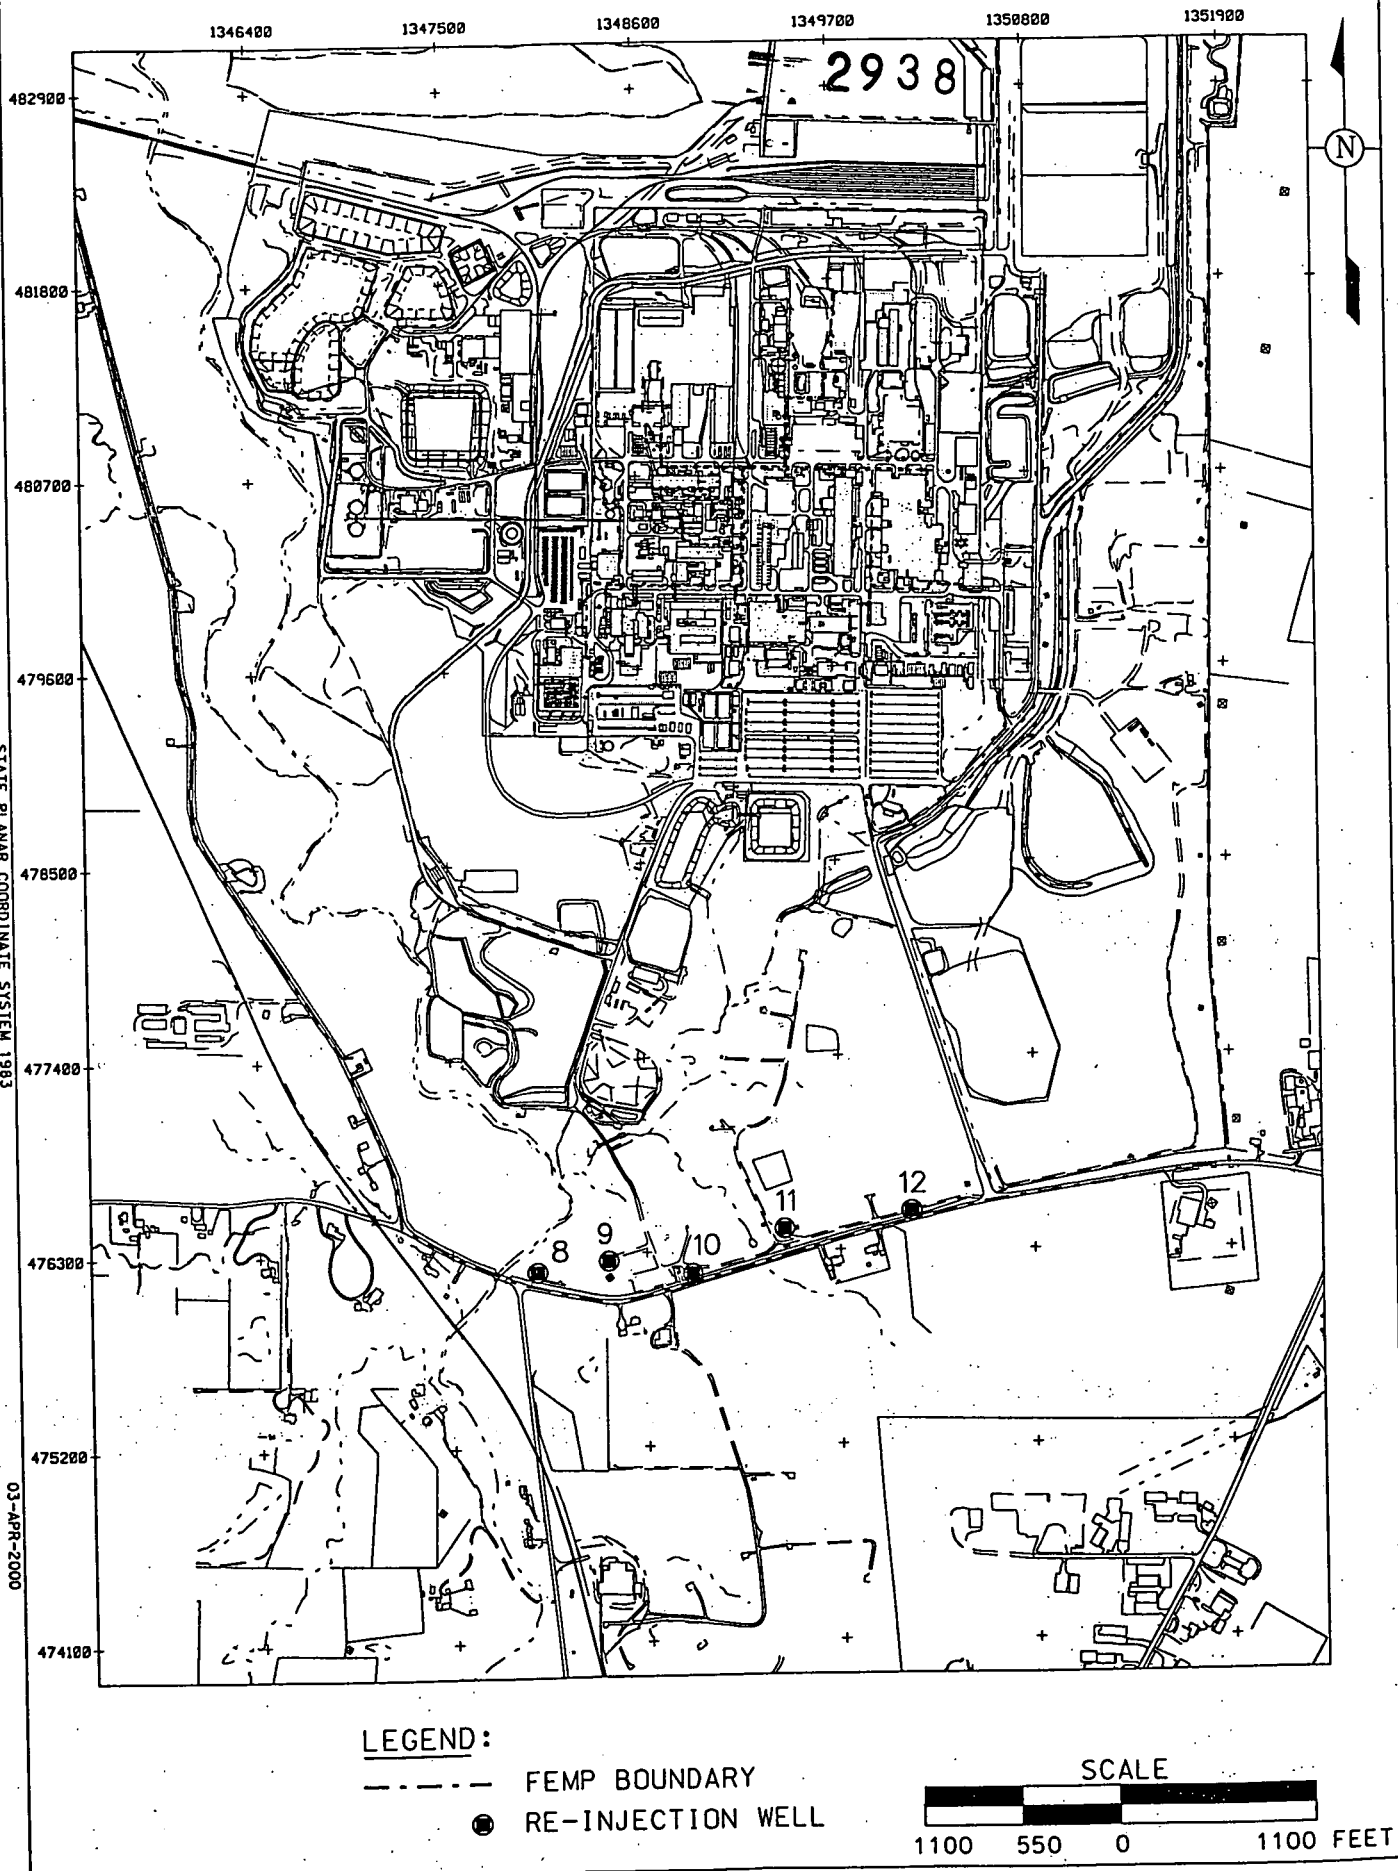 1346400 1347500 1348600 1349700 1350800 1351900
2938
482900
N
481800
480700
479600
478500
477400
476300
475200
474100
12
11
9
8
10
STATE PLANAR COORDINATE SYSTEM 1983
03-APR-2000
LEGEND:
FEMP BOUNDARY
RE-INJECTION WELL
SCALE
1100 550 0 1100 FEET